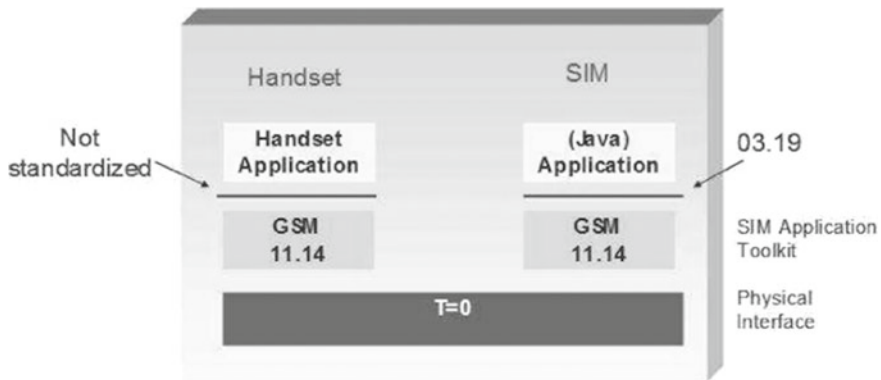 Handset
SIM
Not
standardized
Handset
Application
(Java)
Application
03.19
GSM
11.14
GSM
11.14
SIM Application
Toolkit
T=0
Physical
Interface